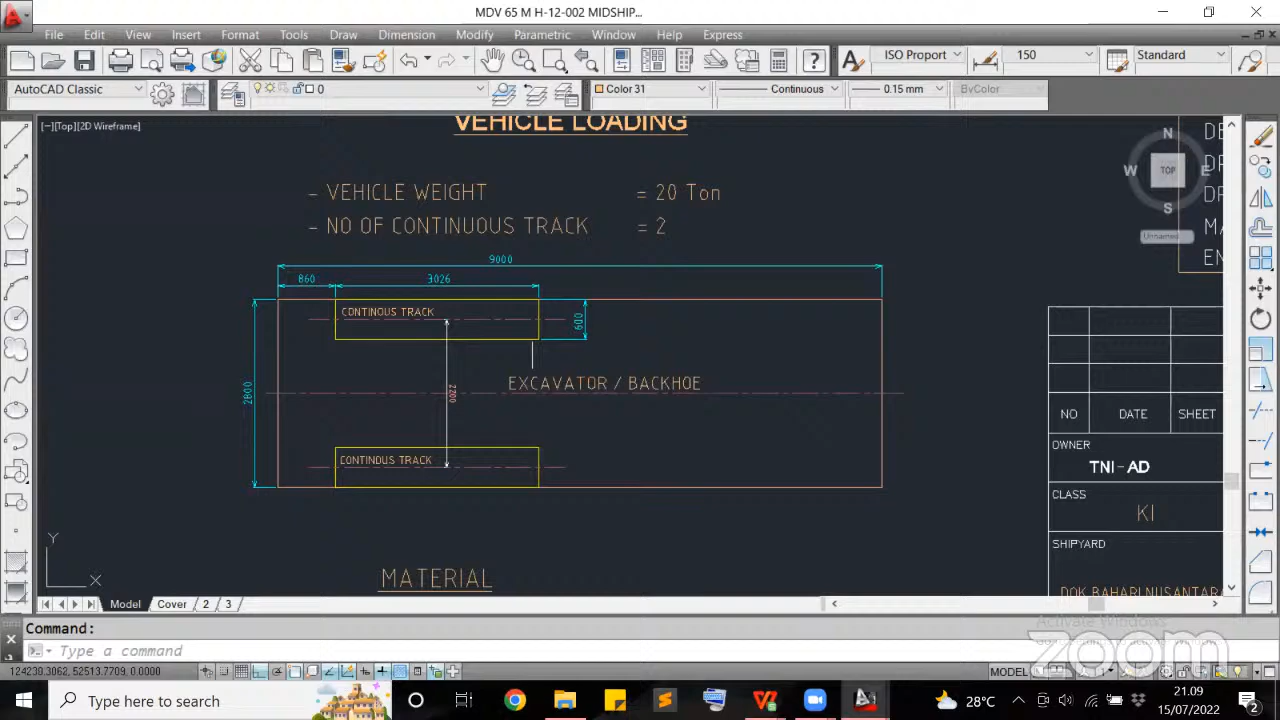 MDV 65 M H-12-002 MIDSHIP...
File Edit View Insert Format Tools Draw Dimension Modify Parametric Window Help Express
ISO Proport 150 Standard
AutoCAD Classic 0 Color 31 Continuous 0.15 mm ByColor
[−][Top][2D Wireframe]
VEHICLE LOADING
- VEHICLE WEIGHT = 20 Ton
- NO OF CONTINUOUS TRACK = 2
9000
860 3026
CONTINOUS TRACK
600
2800
2200
EXCAVATOR / BACKHOE
CONTINOUS TRACK
MATERIAL
N
W TOP E
S
Unnamed
NO DATE SHEET
OWNER
TNI-AD
CLASS
KI
SHIPYARD
DOK BAHARI NUSANTARA
Y
X
Model Cover 2 3
Command:
Type a command
Activate Windows
zoom
124230.3062, 52513.7709, 0.0000
MODEL
Type here to search
28°C
21.09
15/07/2022
2